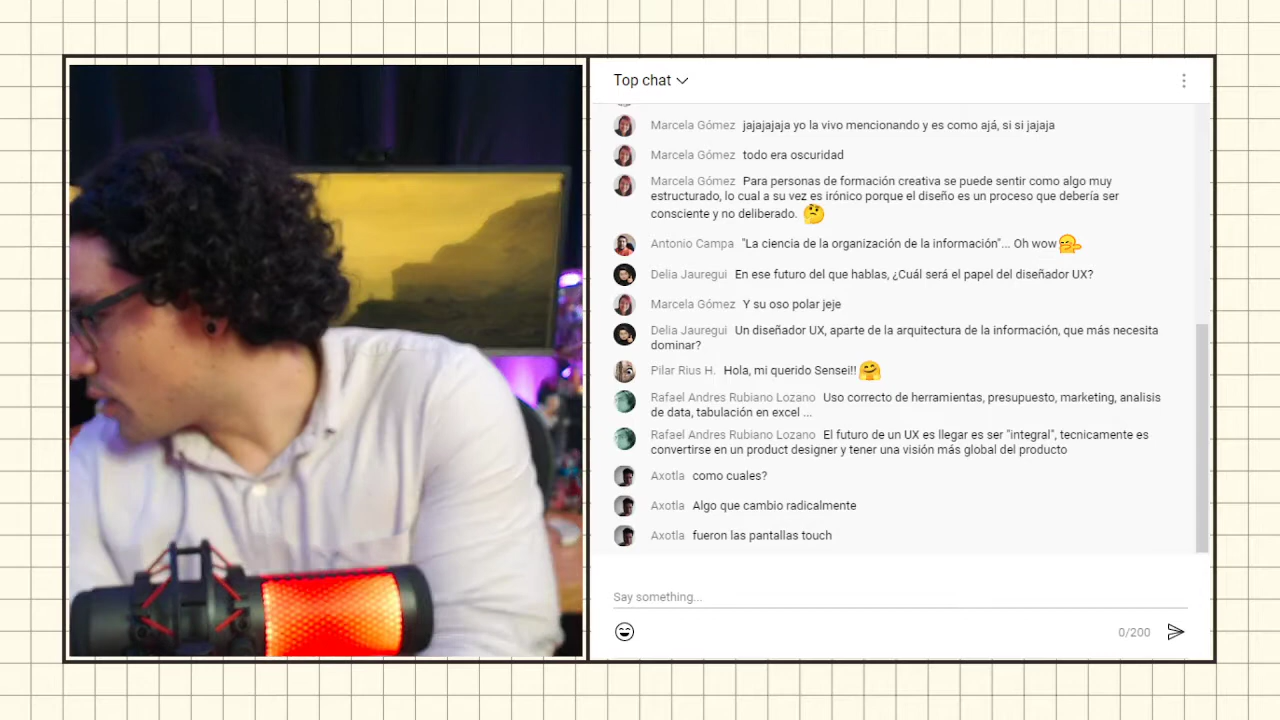 Top chat
Marcela Gómez jajajajaja yo la vivo mencionando y es como ajá, si si jajaja
Marcela Gómez todo era oscuridad
Marcela Gómez Para personas de formación creativa se puede sentir como algo muy
estructurado, lo cual a su vez es irónico porque el diseño es un proceso que debería ser
consciente y no deliberado. 🤔
Antonio Campa "La ciencia de la organización de la información"... Oh wow
Delia Jauregui En ese futuro del que hablas, ¿Cuál será el papel del diseñador UX?
Marcela Gómez Y su oso polar jeje
Delia Jauregui Un diseñador UX, aparte de la arquitectura de la información, que más necesita
dominar?
Pilar Rius H. Hola, mi querido Sensei!! 🤗
Rafael Andres Rubiano Lozano Uso correcto de herramientas, presupuesto, marketing, analisis
de data, tabulación en excel ...
Rafael Andres Rubiano Lozano El futuro de un UX es llegar es ser "integral", tecnicamente es
convertirse en un product designer y tener una visión más global del producto
Axotla como cuales?
Axotla Algo que cambio radicalmente
Axotla fueron las pantallas touch
Say something...
0/200